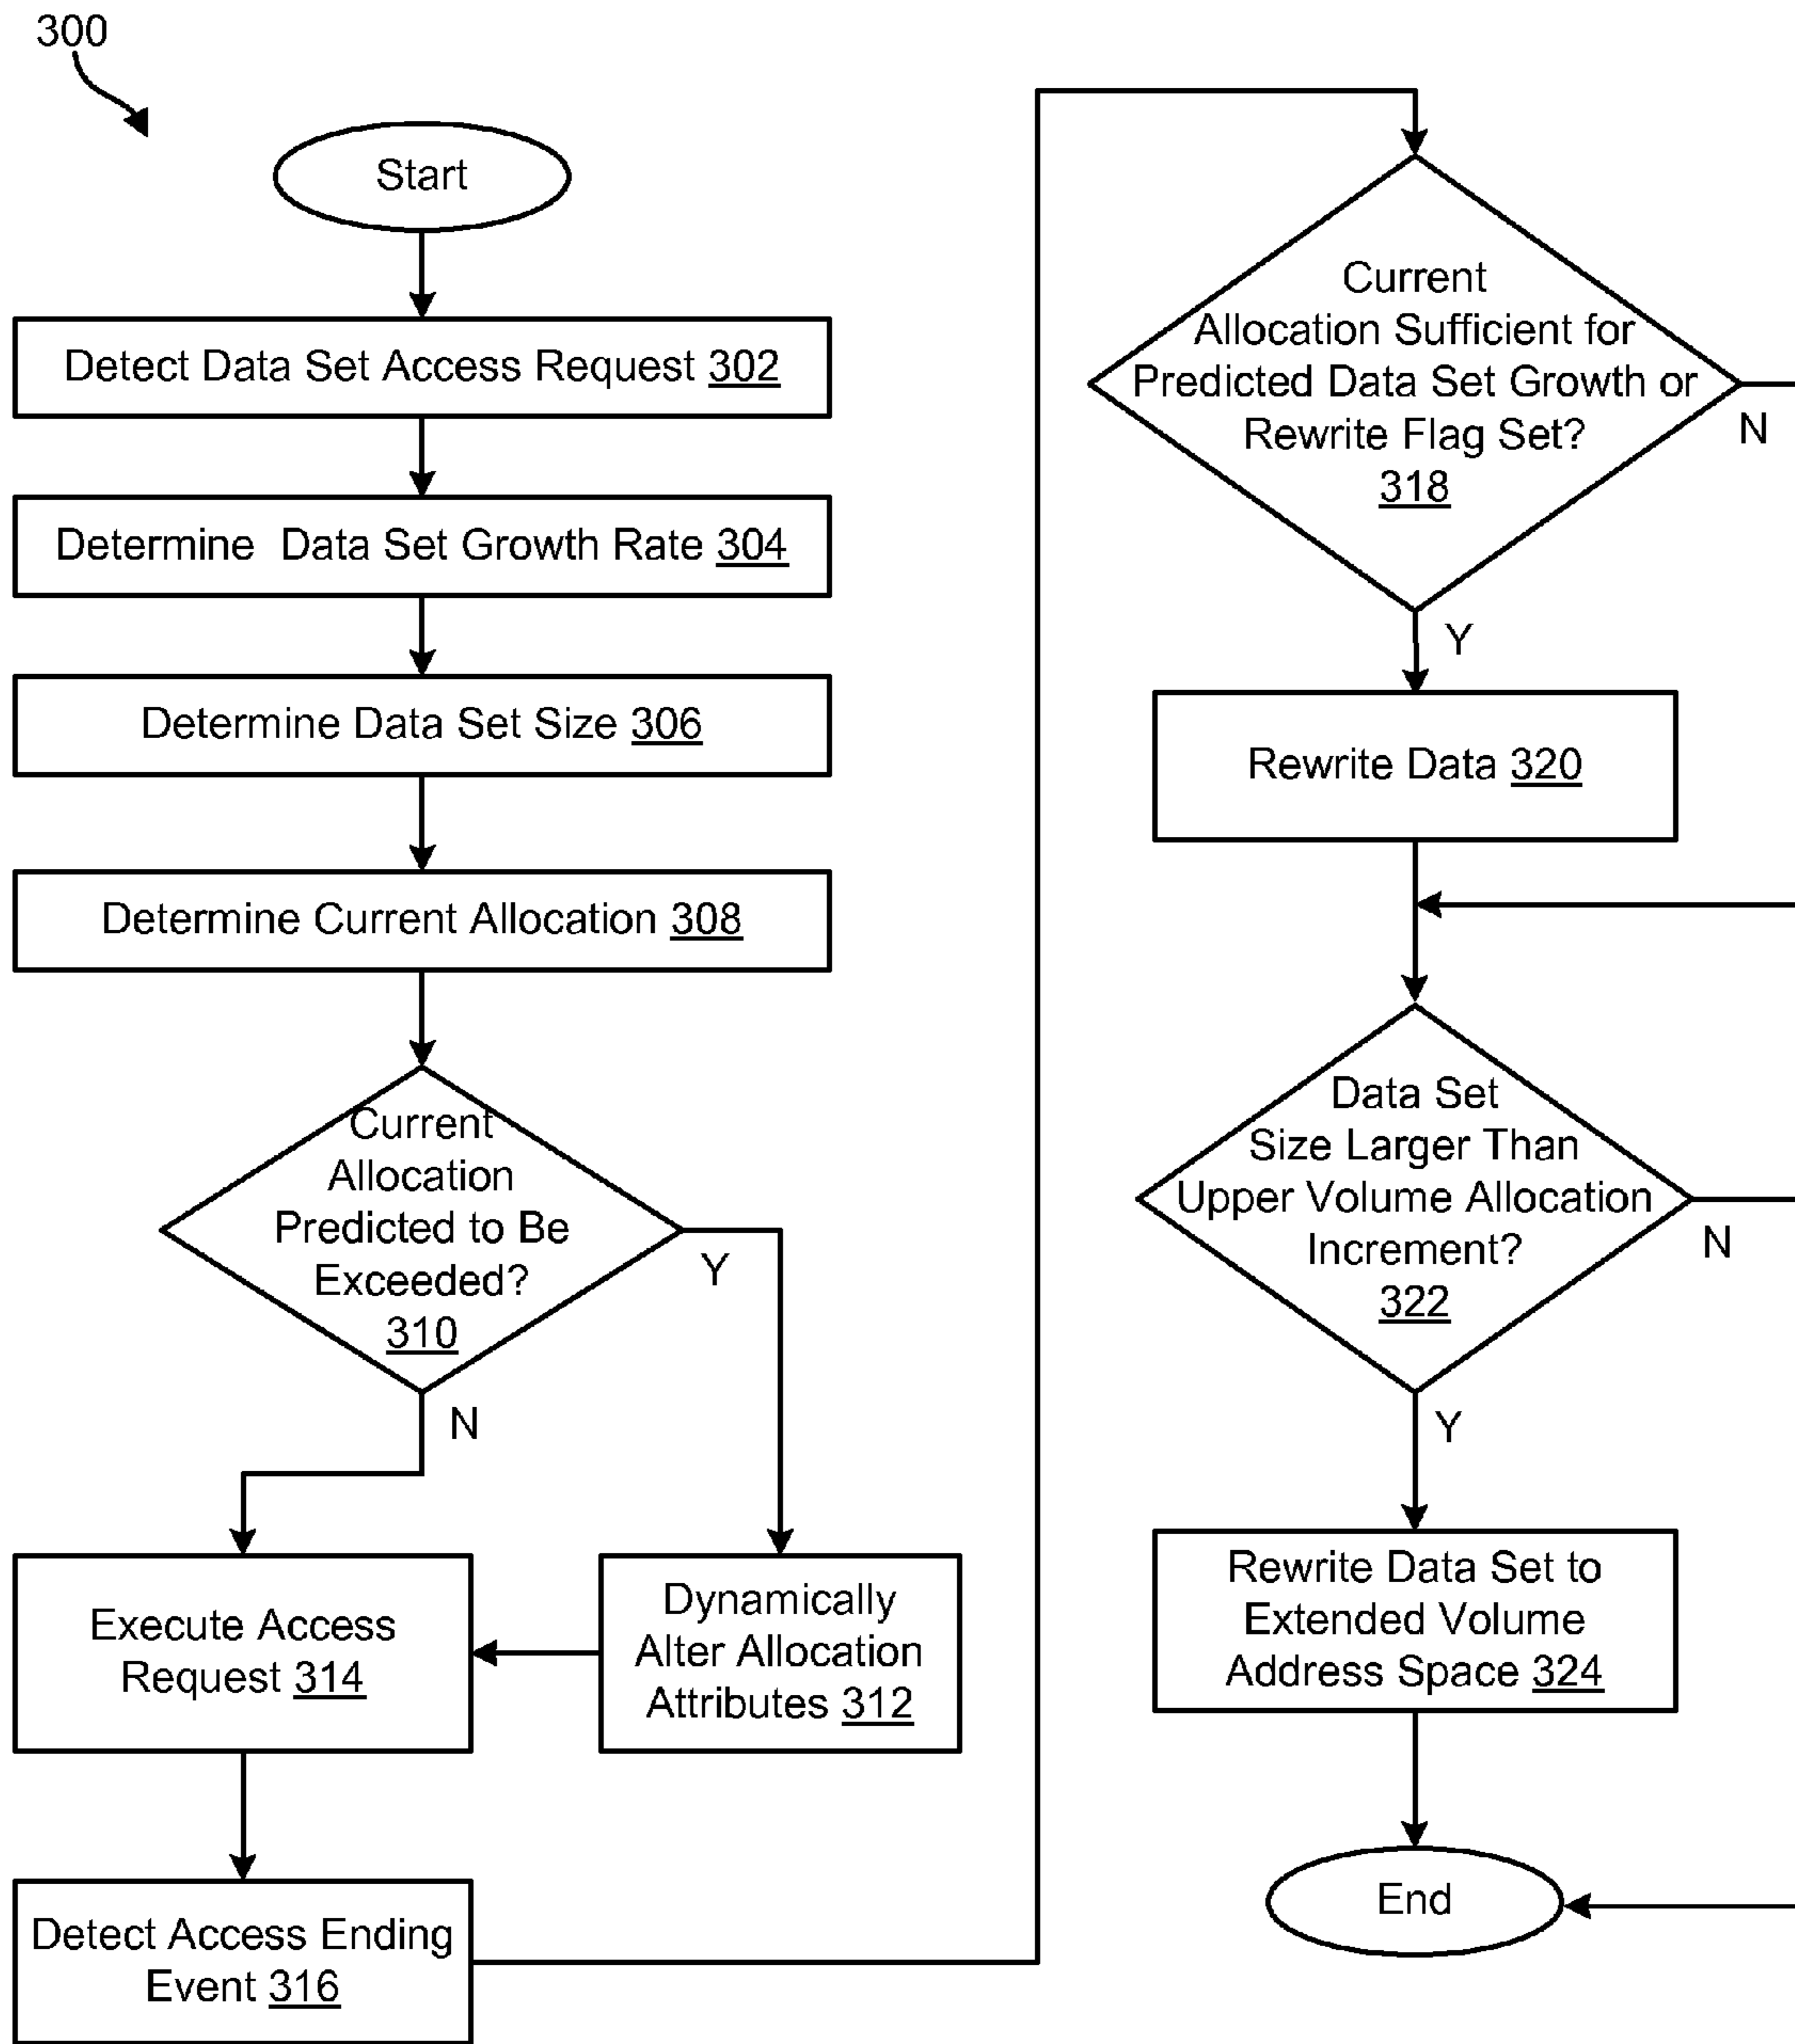 300
Start
Detect Data Set Access Request 302
Determine Data Set Growth Rate 304
Determine Data Set Size 306
Determine Current Allocation 308
Current
Allocation
Predicted to Be
Exceeded?
310
Y
N
Execute Access
Request 314
Dynamically
Alter Allocation
Attributes 312
Detect Access Ending
Event 316
Current
Allocation Sufficient for
Predicted Data Set Growth or
Rewrite Flag Set?
318
N
Y
Rewrite Data 320
Data Set
Size Larger Than
Upper Volume Allocation
Increment?
322
N
Y
Rewrite Data Set to
Extended Volume
Address Space 324
End